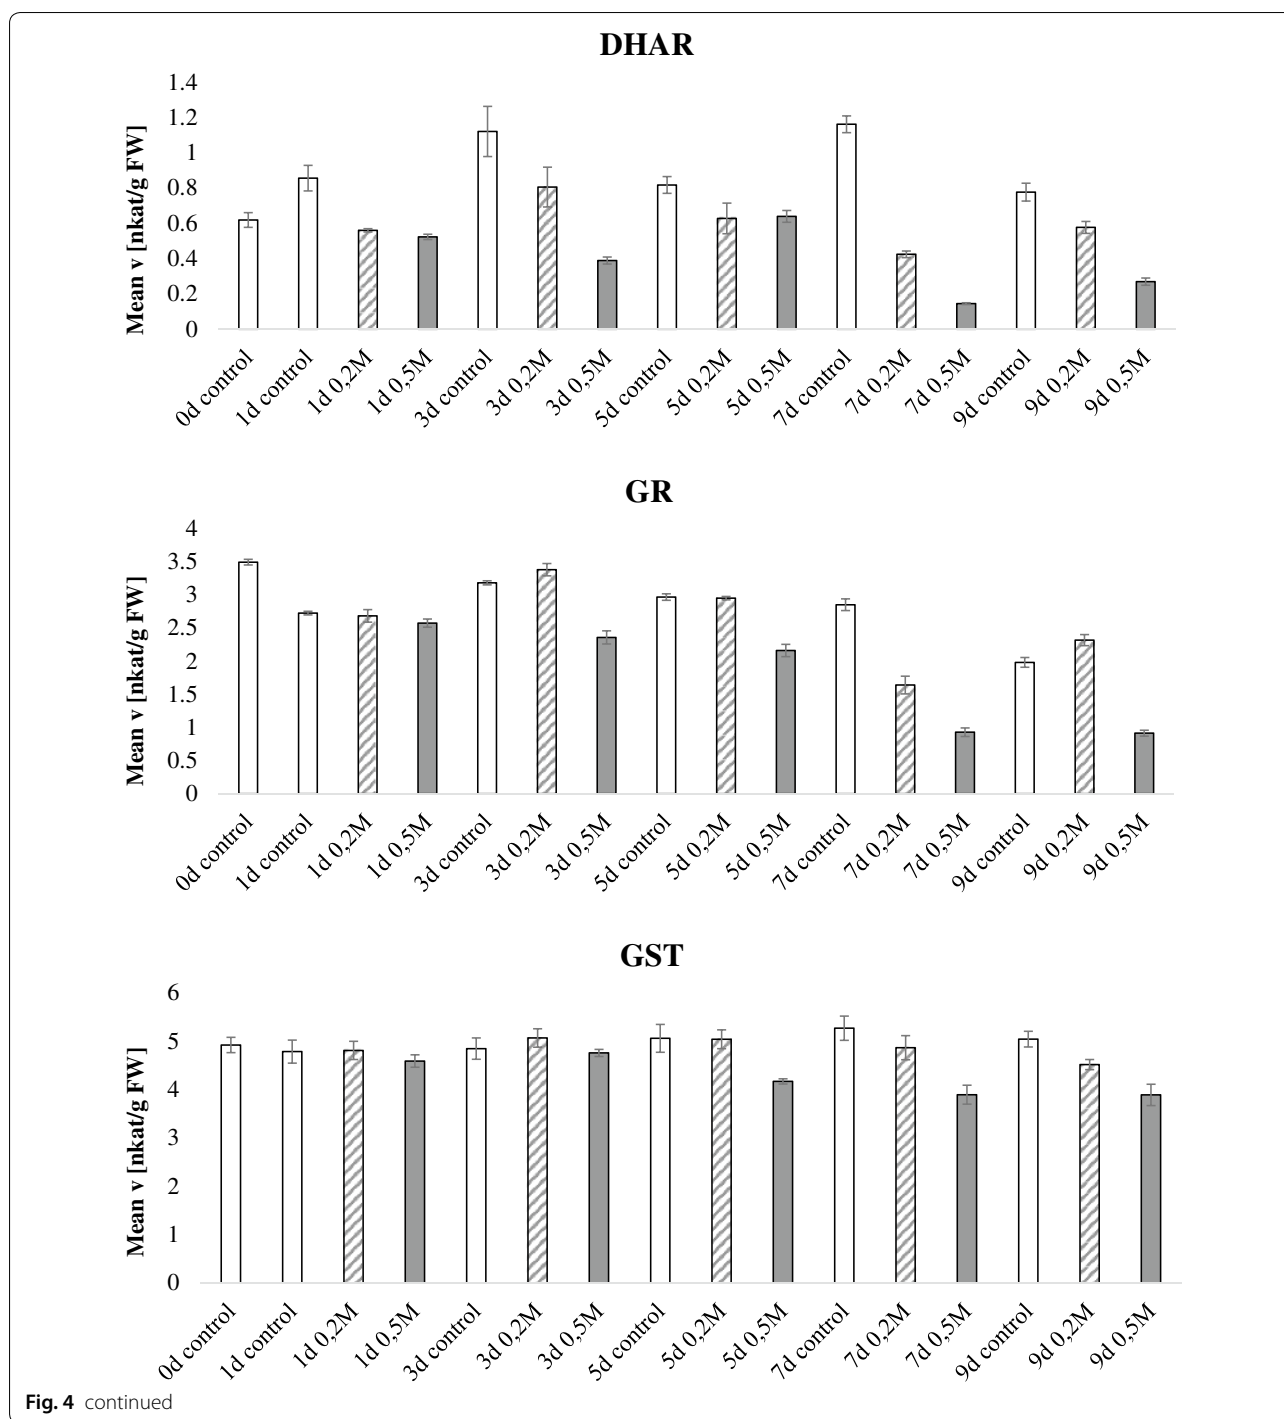 DHAR
Mean v [nkat/g FW]
1.4
1.2
1
0.8
0.6
0.4
0.2
0
0d control
1d control
1d 0,2M
1d 0,5M
3d control
3d 0,2M
3d 0,5M
5d control
5d 0,2M
5d 0,5M
7d control
7d 0,2M
7d 0,5M
9d control
9d 0,2M
9d 0,5M
GR
Mean v [nkat/g FW]
4
3.5
3
2.5
2
1.5
1
0.5
0
0d control
1d control
1d 0,2M
1d 0,5M
3d control
3d 0,2M
3d 0,5M
5d control
5d 0,2M
5d 0,5M
7d control
7d 0,2M
7d 0,5M
9d control
9d 0,2M
9d 0,5M
GST
Mean v [nkat/g FW]
6
5
4
3
2
1
0
0d control
1d control
1d 0,2M
1d 0,5M
3d control
3d 0,2M
3d 0,5M
5d control
5d 0,2M
5d 0,5M
7d control
7d 0,2M
7d 0,5M
9d control
9d 0,2M
9d 0,5M
Fig. 4 continued